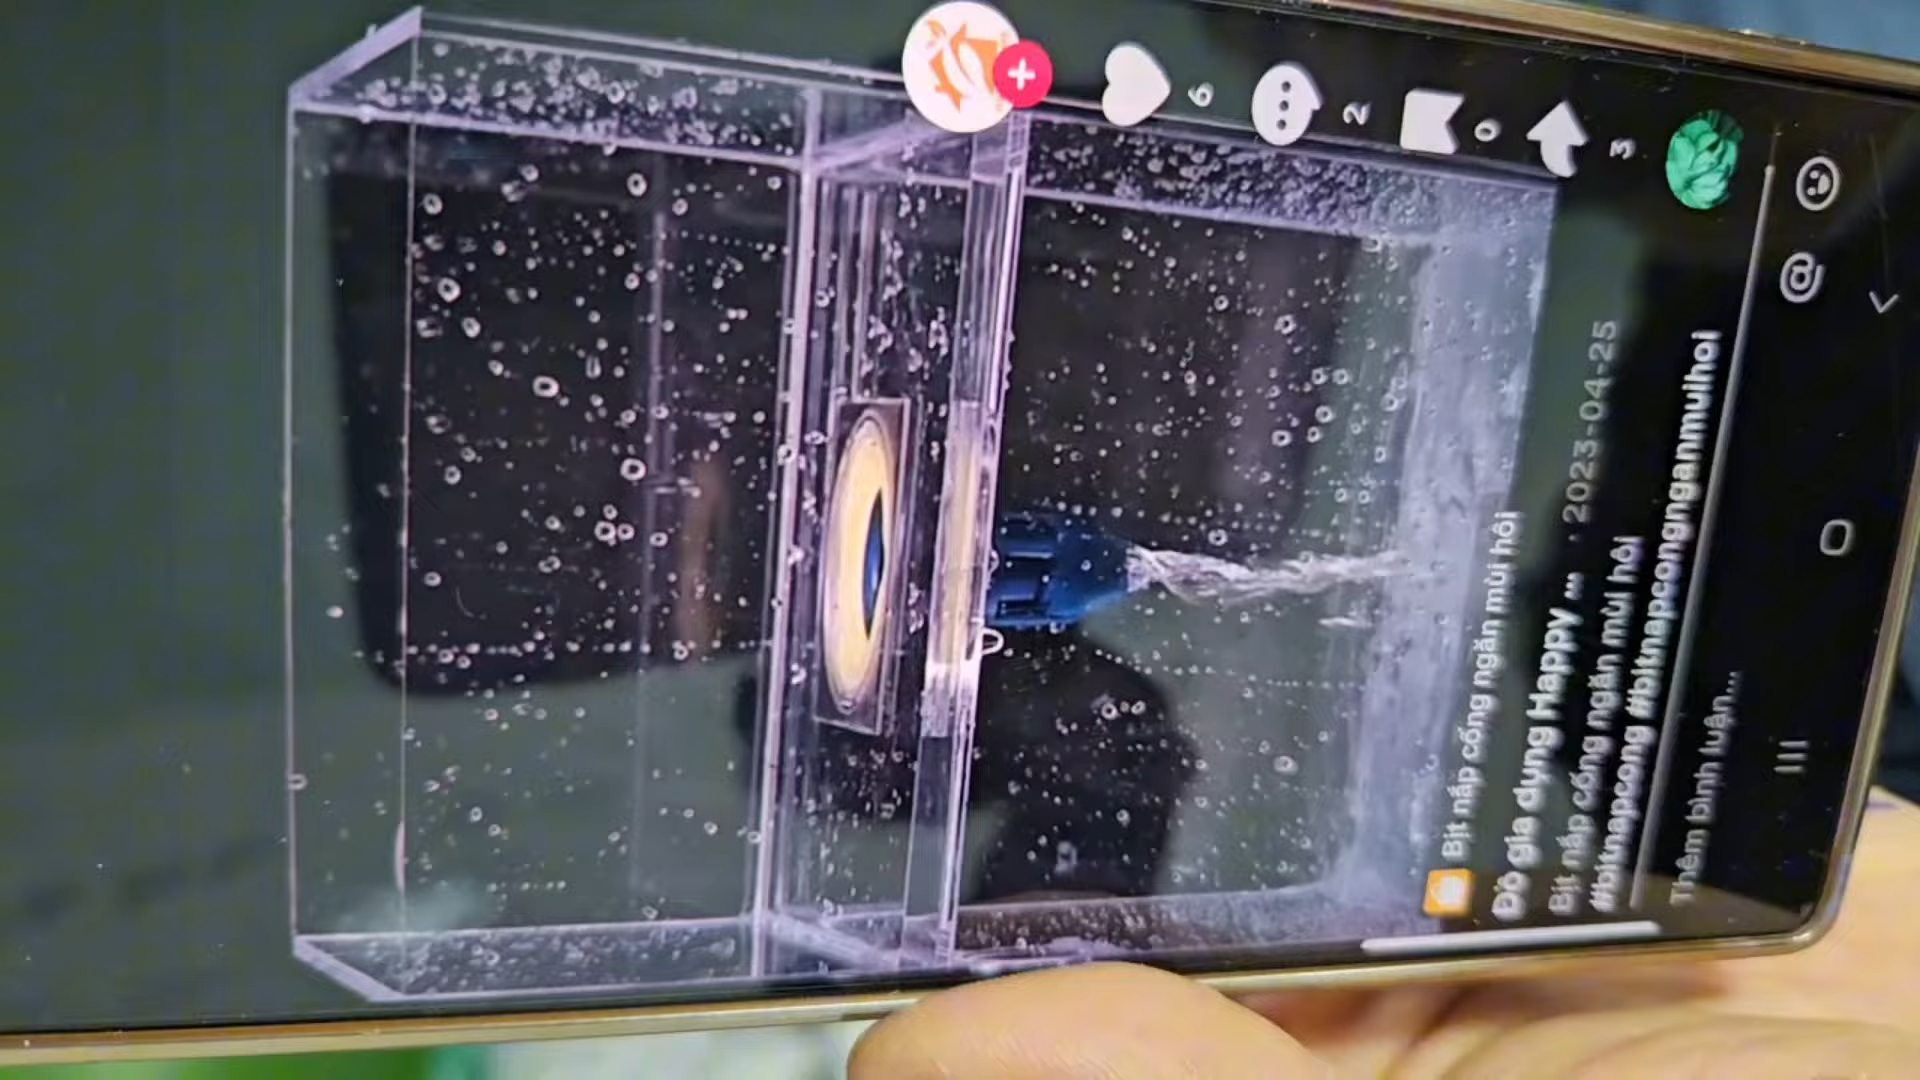 6
2
0
3
Bịt nắp cống ngăn mùi hôi
Đồ gia dụng Happy ... · 2023-04-25
Bịt nắp cống ngăn mùi hôi
#bitnapcong #bitnapcongnganmuihoi
Thêm bình luận...
@